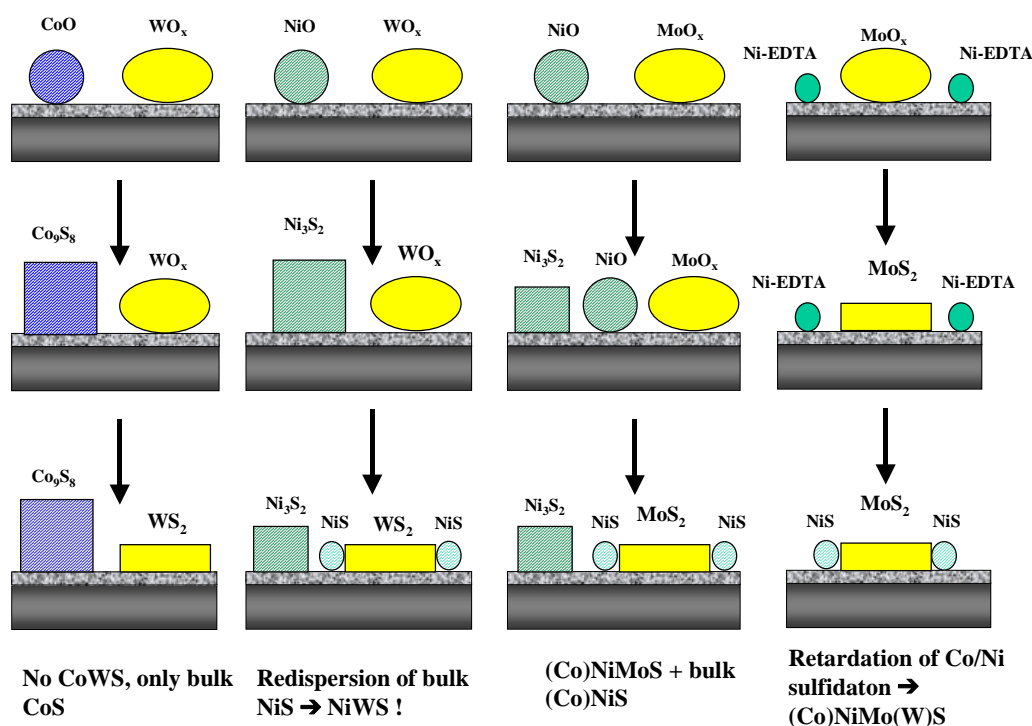 CoO WOₓ NiO WOₓ NiO MoOₓ
Ni-EDTA MoOₓ Ni-EDTA
Co₉S₈ WOₓ Ni₃S₂ WOₓ Ni₃S₂ NiO MoOₓ
Ni-EDTA MoS₂ Ni-EDTA
Co₉S₈ WS₂
Ni₃S₂ NiS WS₂ NiS
Ni₃S₂ NiS MoS₂ NiS
NiS MoS₂ NiS
No CoWS, only bulk
CoS
Redispersion of bulk
NiS ➔ NiWS !
(Co)NiMoS + bulk
(Co)NiS
Retardation of Co/Ni
sulfidaton ➔
(Co)NiMo(W)S